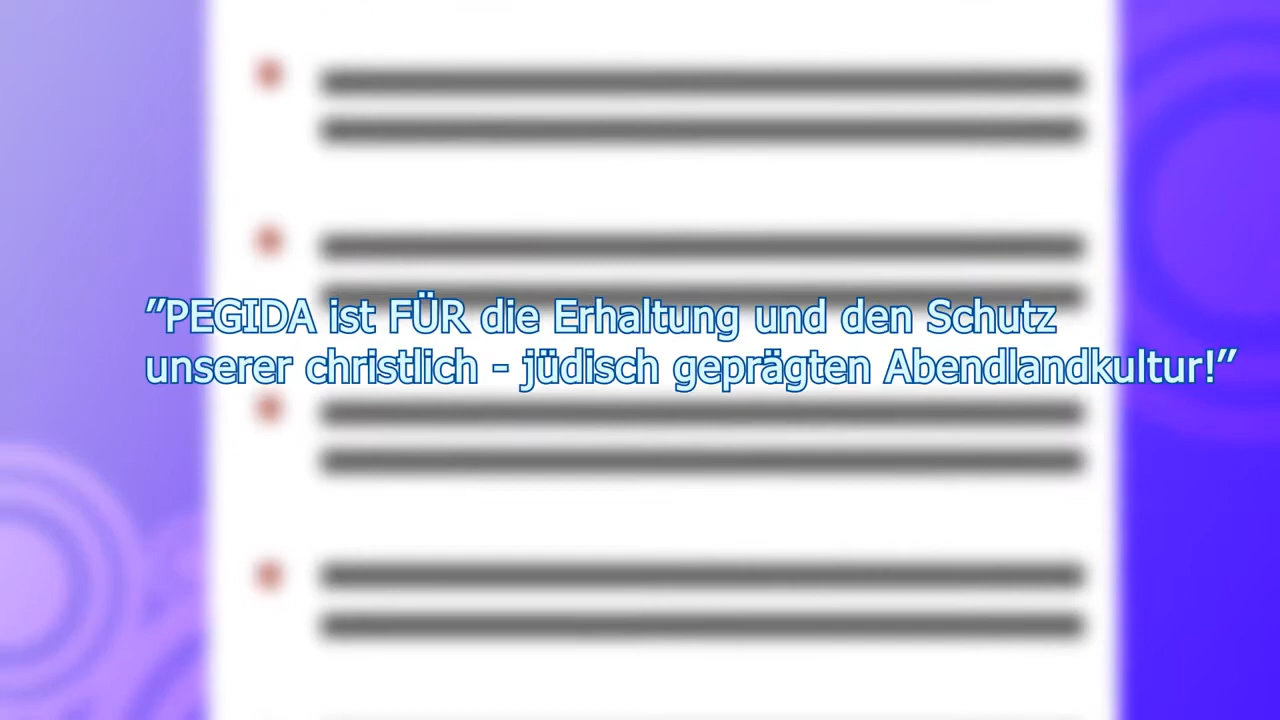 "PEGIDA ist FÜR die Erhaltung und den Schutz
unserer christlich - jüdisch geprägten Abendlandkultur!"